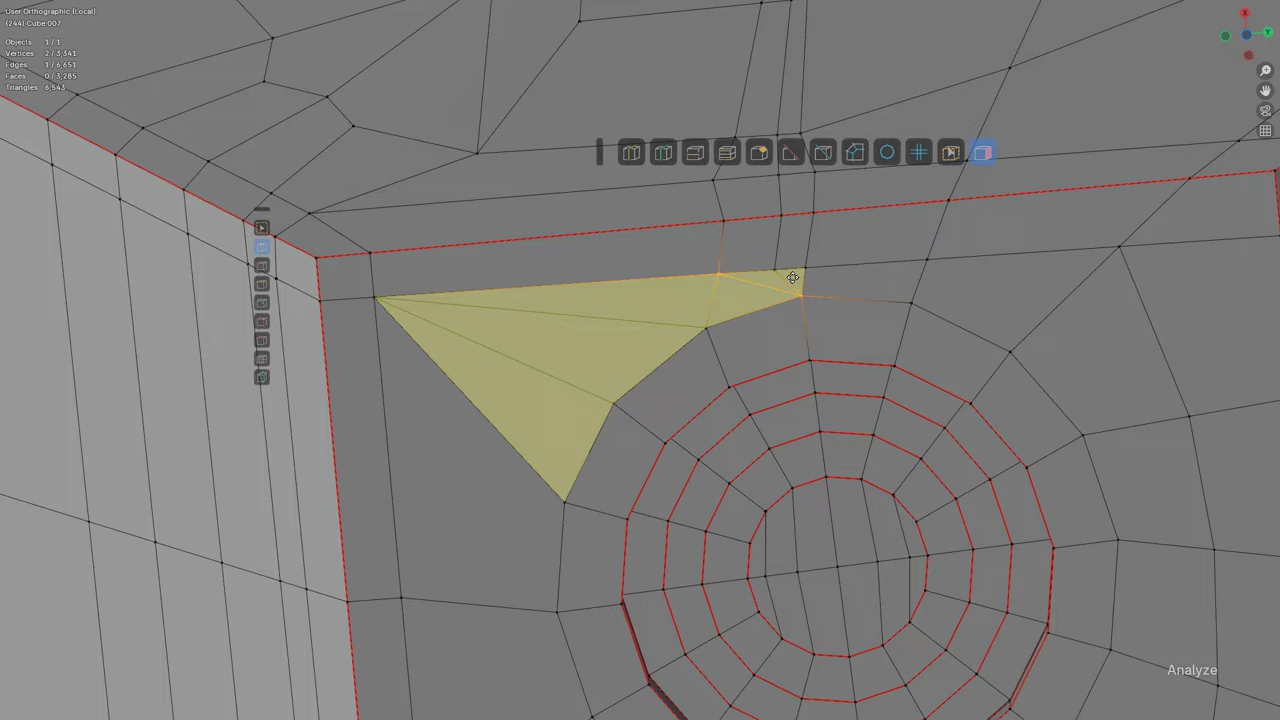 User Orthographic (Local)
(244) Cube.007
Objects 1/1
Vertices 2/3,341
Edges 1/6,651
Faces 0/3,285
Triangles 6,543
X
Y
Analyze